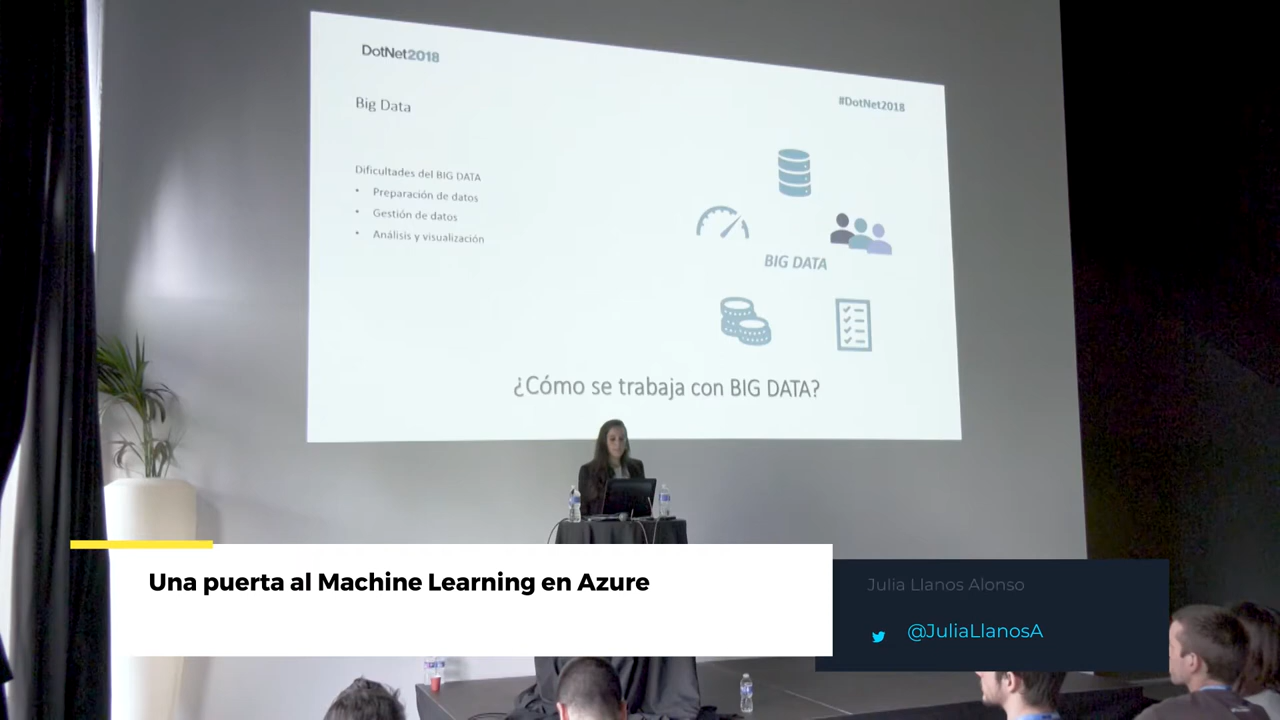 DotNet2018
#DotNet2018
Big Data
Dificultades del BIG DATA
• Preparación de datos
• Gestión de datos
• Análisis y visualización
BIG DATA
¿Cómo se trabaja con BIG DATA?
Una puerta al Machine Learning en Azure
Julia Llanos Alonso
@JuliaLlanosA